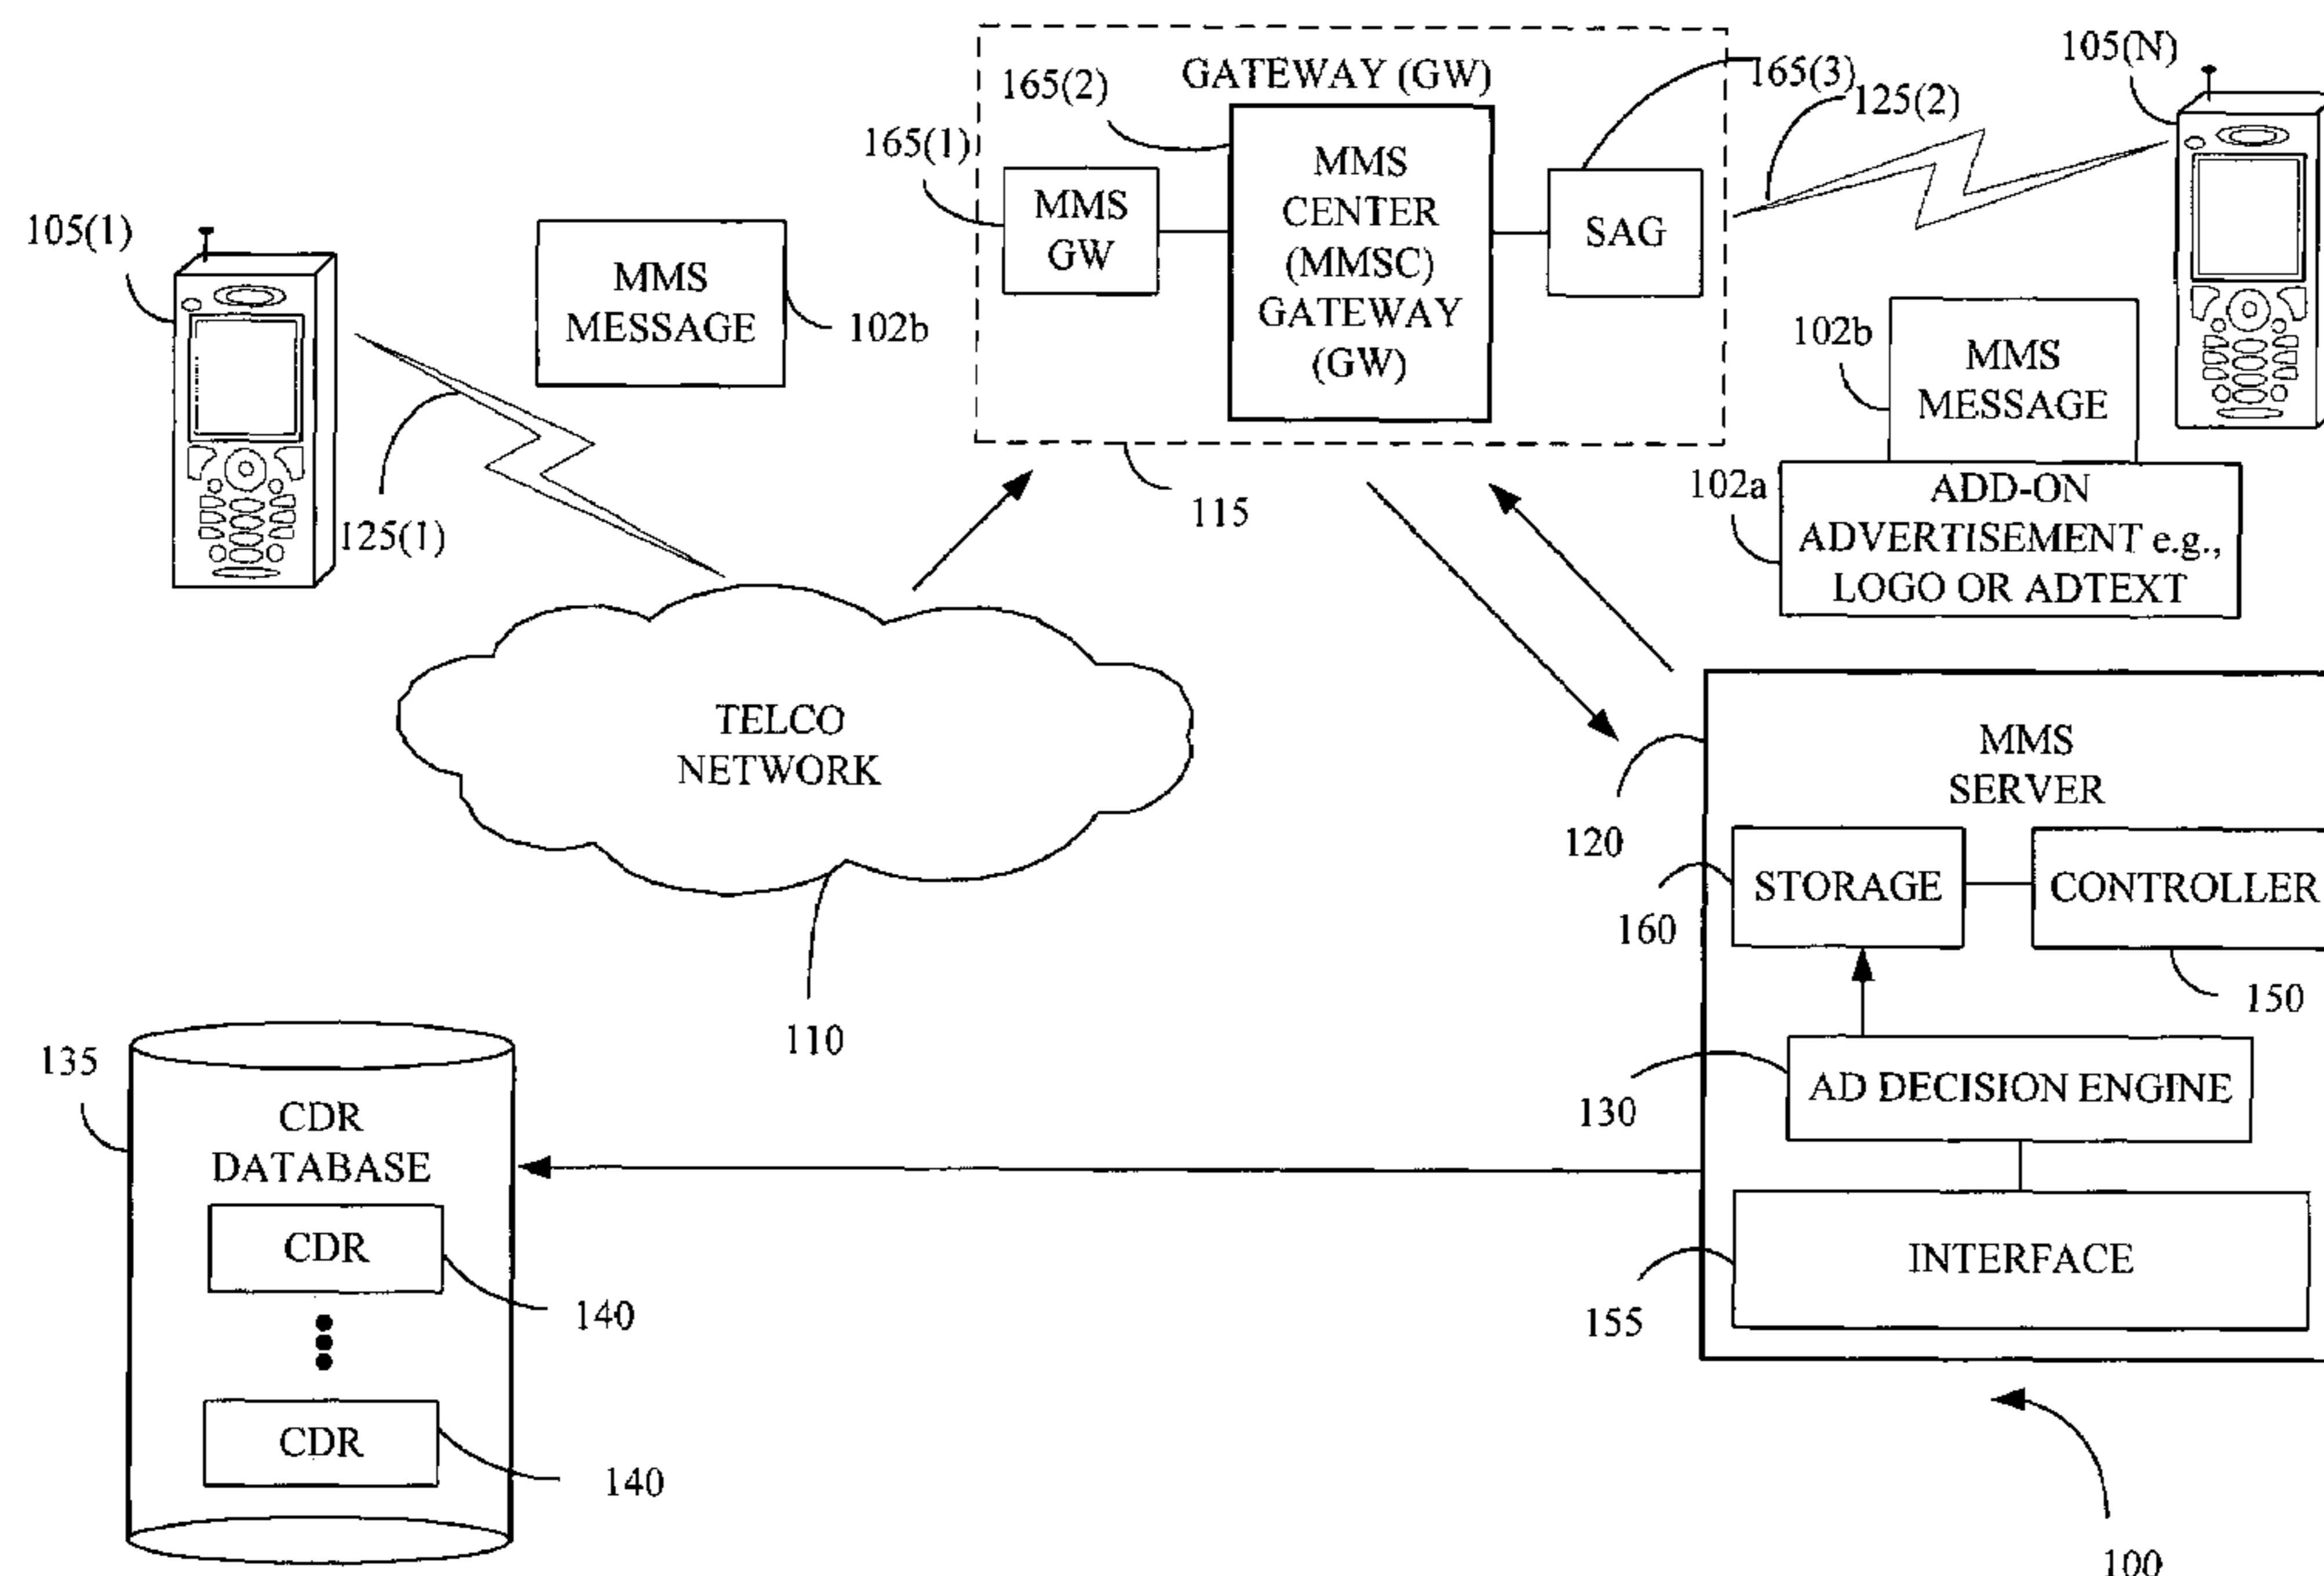 105(N)
GATEWAY (GW)
165(2)
165(3)
125(2)
165(1)
MMS
GW
MMS
CENTER
(MMSC)
GATEWAY
(GW)
SAG
105(1)
MMS
MESSAGE
102b
102b
MMS
MESSAGE
102a
ADD-ON
ADVERTISEMENT e.g.,
LOGO OR ADTEXT
115
125(1)
TELCO
NETWORK
110
MMS
SERVER
120
STORAGE
CONTROLLER
160
150
AD DECISION ENGINE
130
INTERFACE
155
135
CDR
DATABASE
CDR
140
CDR
140
100